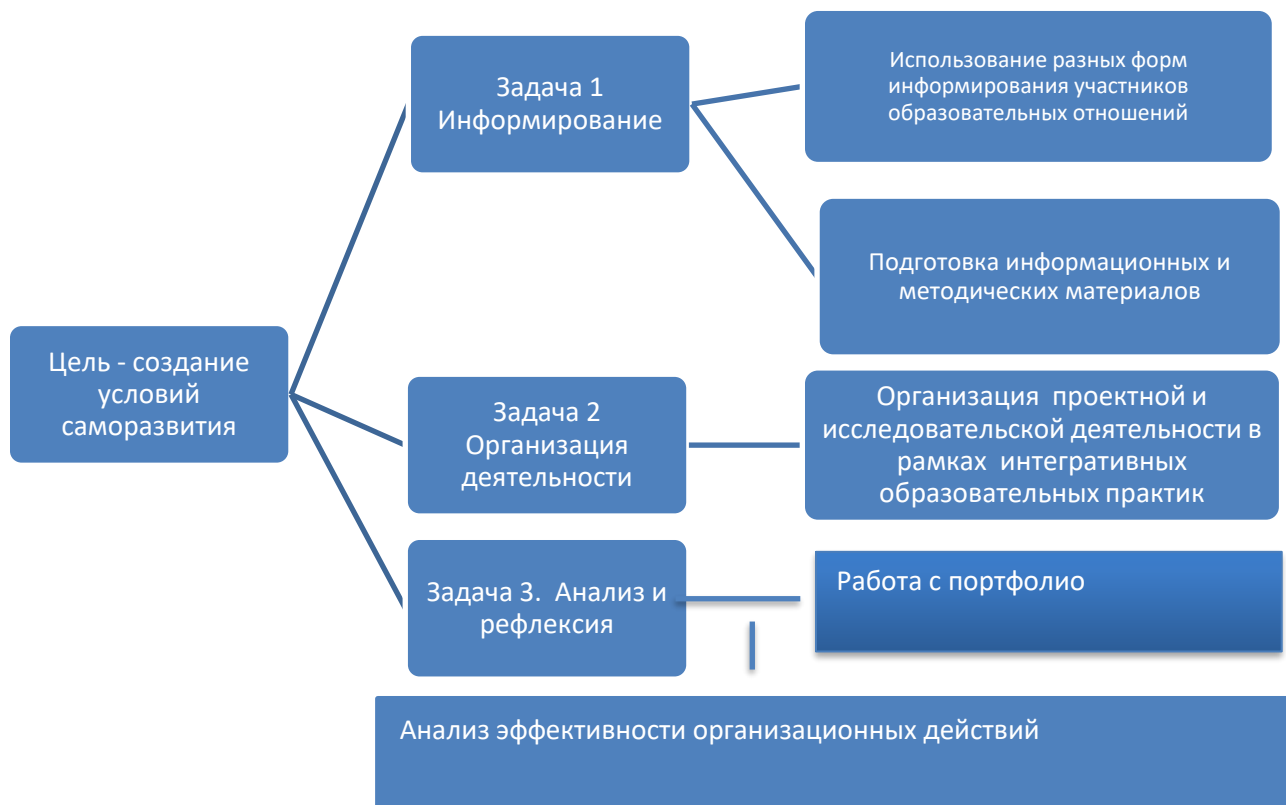 Цель - создание
условий
саморазвития
Задача 1
Информирование
Использование разных форм
информирования участников
образовательных отношений
Подготовка информационных и
методических материалов
Задача 2
Организация
деятельности
Организация  проектной и
исследовательской деятельности в
рамках  интегративных
образовательных практик
Задача 3.  Анализ и
рефлексия
Работа с портфолио
Анализ эффективности организационных действий